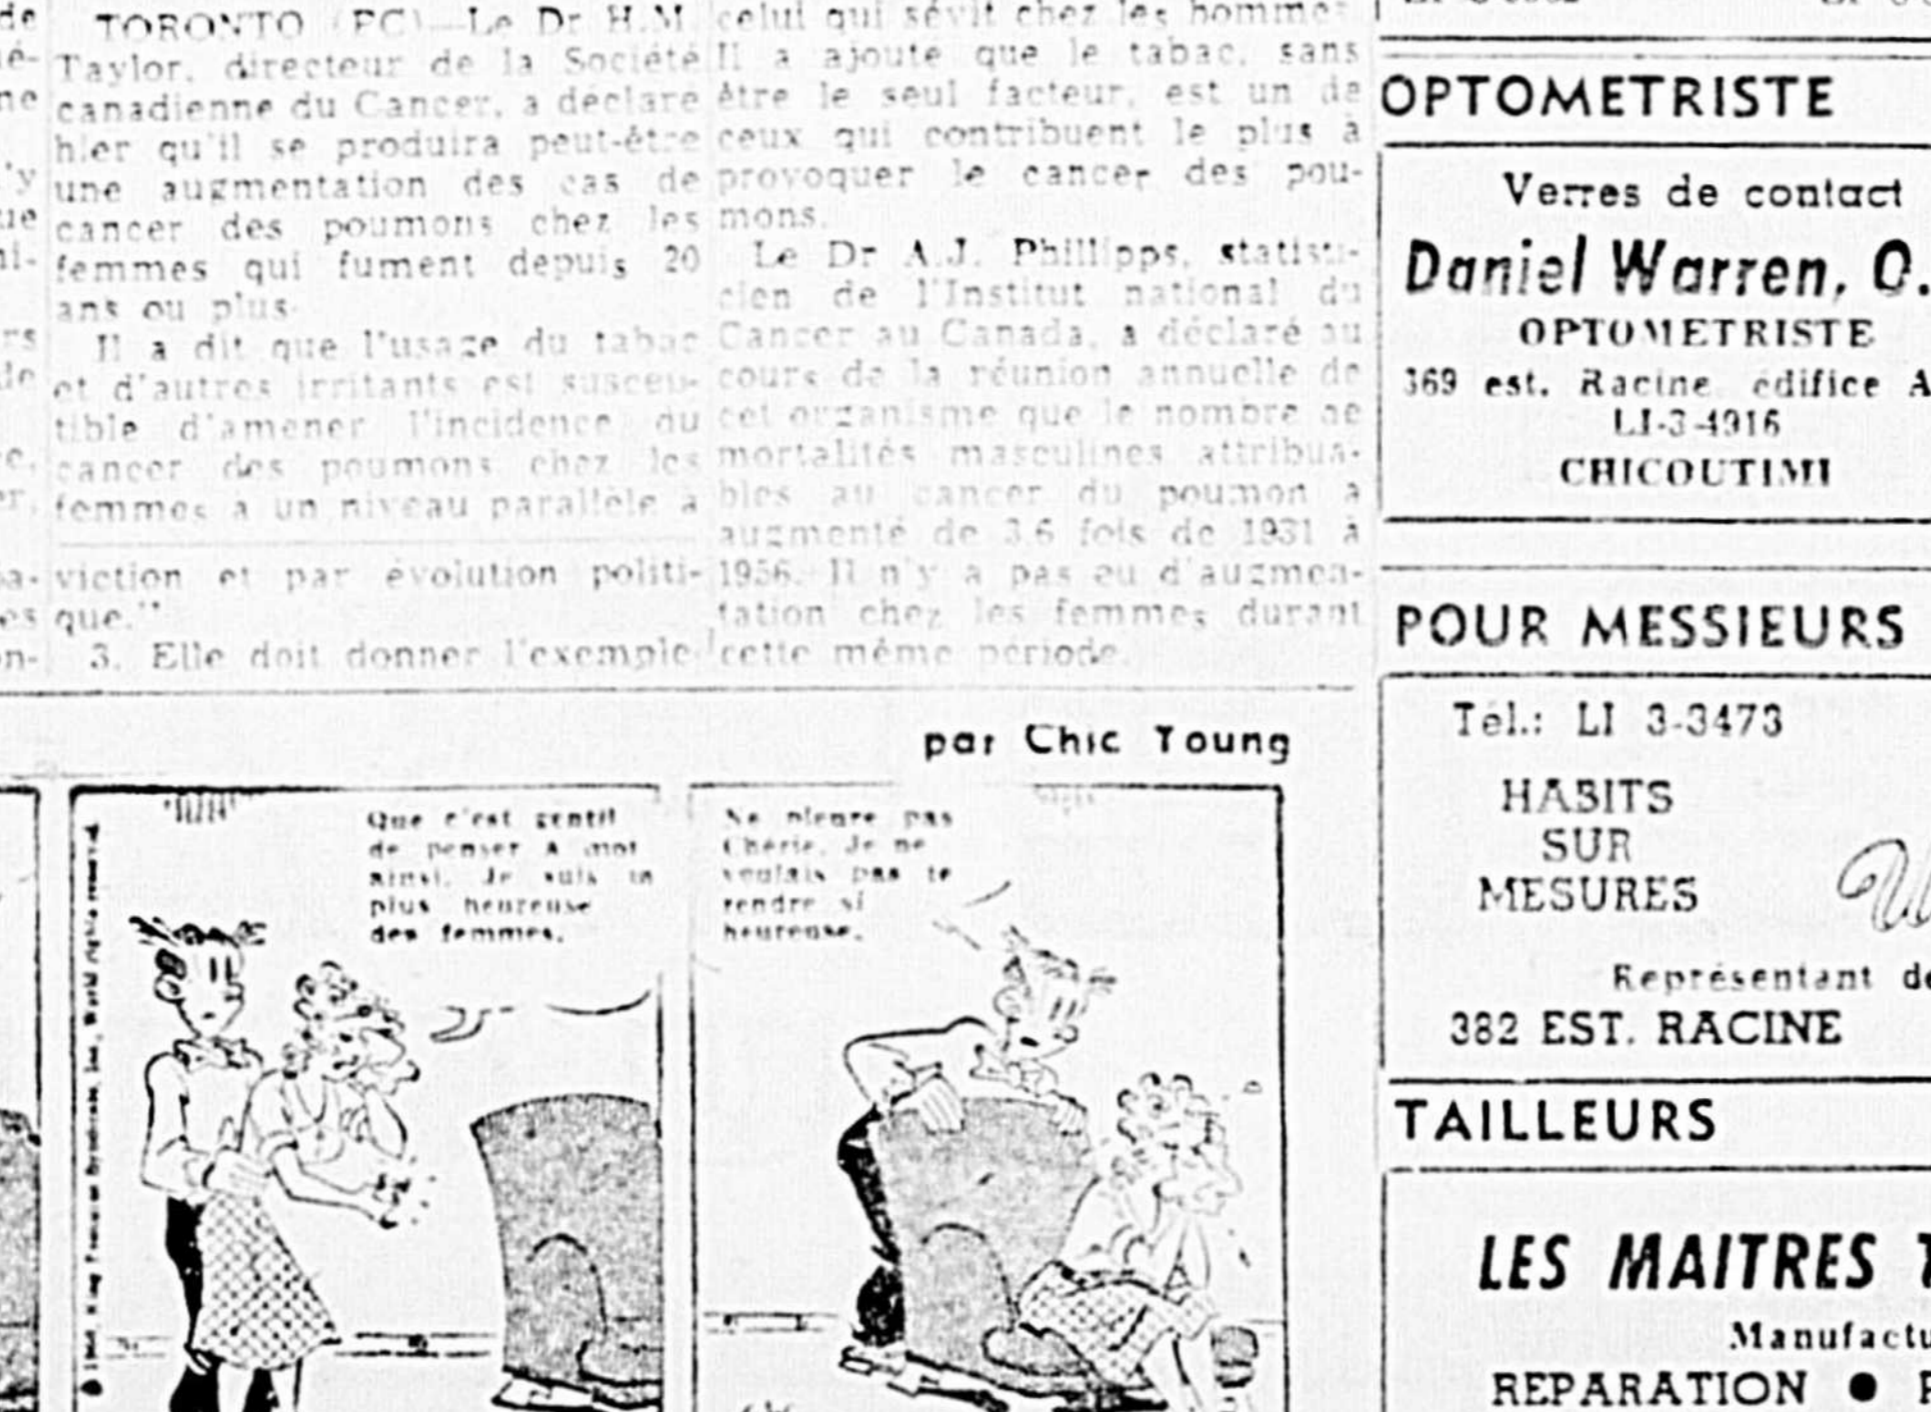 TORONTO (PC)—Le Dr H.M.
Taylor, directeur de la Société
canadienne du Cancer, a déclaré
hier qu'il se produira peut-être
une augmentation des cas de
cancer des poumons chez les
femmes qui fument depuis 20
ans ou plus.
Il a dit que l'usage du tabac
et d'autres irritants est suscep-
tible d'amener l'incidence du
cancer des poumons chez les
femmes à un niveau parallèle à
viction et par évolution politi-
que."
3. Elle doit donner l'exemple
celui qui sévit chez les hommes.
Il a ajouté que le tabac, sans
être le seul facteur, est un de
ceux qui contribuent le plus à
provoquer le cancer des pou-
mons.
Le Dr A.J. Phillipps, statisti-
cien de l'Institut national du
Cancer au Canada, a déclaré au
cours de la réunion annuelle de
cet organisme que le nombre de
mortalités masculines attribua-
bles au cancer du poumon a
augmenté de 3.6 fois de 1931 à
1956. Il n'y a pas eu d'augmen-
tation chez les femmes durant
cette même période.
par Chic Young
Que c'est gentil
de penser à moi
ainsi. Je suis la
plus heureuse
des femmes.
Ne pleure pas
Chérie. Je ne
voulais pas te
rendre si
heureuse.
King Features Syndicate, Inc., World rights reserved.
OPTOMETRISTE
Verres de contact
Daniel Warren, O.
OPTOMETRISTE
369 est, Racine édifice A
LI-3-4916
CHICOUTIMI
POUR MESSIEURS
Tél.: LI 3-3473
HABITS
SUR
MESURES
Représentant de
382 EST. RACINE
TAILLEURS
LES MAITRES T
Manufactu
REPARATION ●